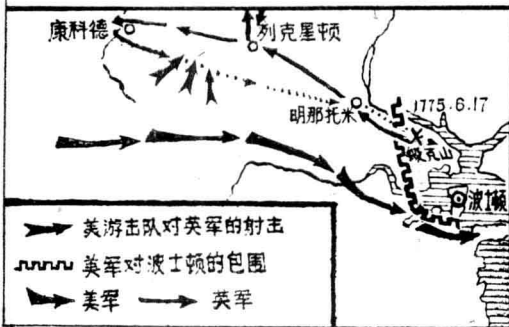 康科德
列克星顿
明那托米
1775.6.17
克山
波士顿
美游击队对英军的射击
美军对波士顿的包围
美军
英军